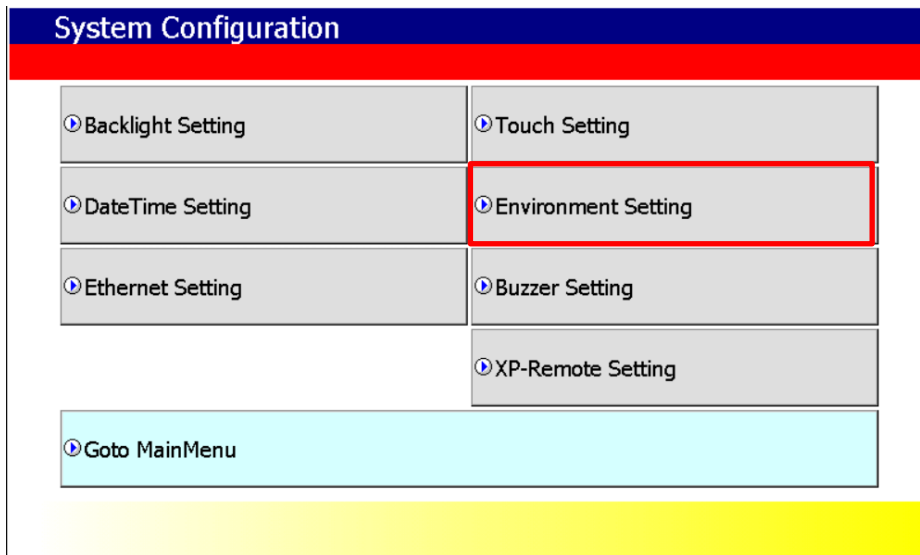 System Configuration
Backlight Setting
Touch Setting
DateTime Setting
Environment Setting
Ethernet Setting
Buzzer Setting
XP-Remote Setting
Goto MainMenu